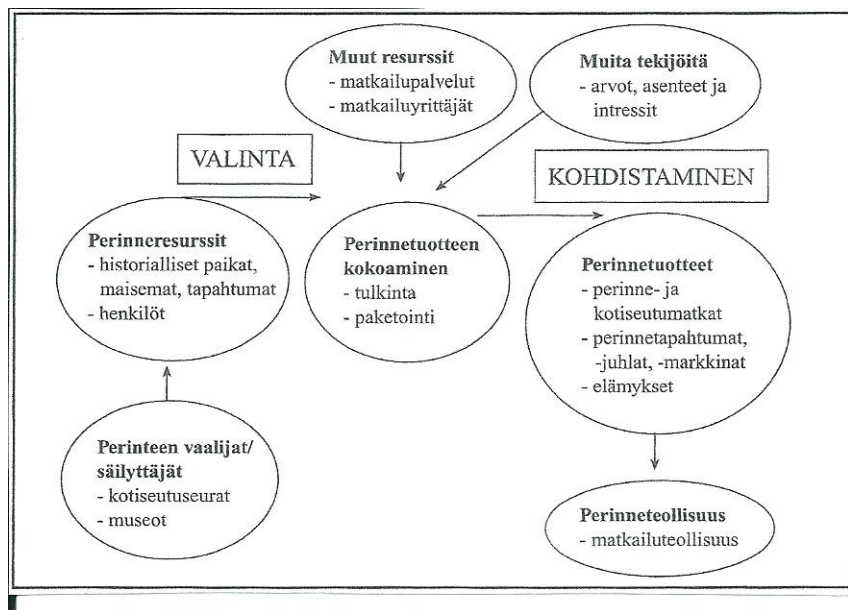 Muut resurssit
- matkailupalvelut
- matkailuyrittäjät
Muita tekijöitä
- arvot, asenteet ja
intressit
VALINTA
KOHDISTAMINEN
Perinneresurssit
- historialliset paikat,
maisemat, tapahtumat
- henkilöt
Perinnetuotteen
kokoaminen
- tulkinta
- paketointi
Perinnetuotteet
- perinne- ja
kotiseutumatkat
- perinnetapahtumat,
-juhlat, -markkinat
- elämykset
Perinteen vaalijat/
säilyttäjät
- kotiseutuseurat
- museot
Perinneteollisuus
- matkailuteollisuus